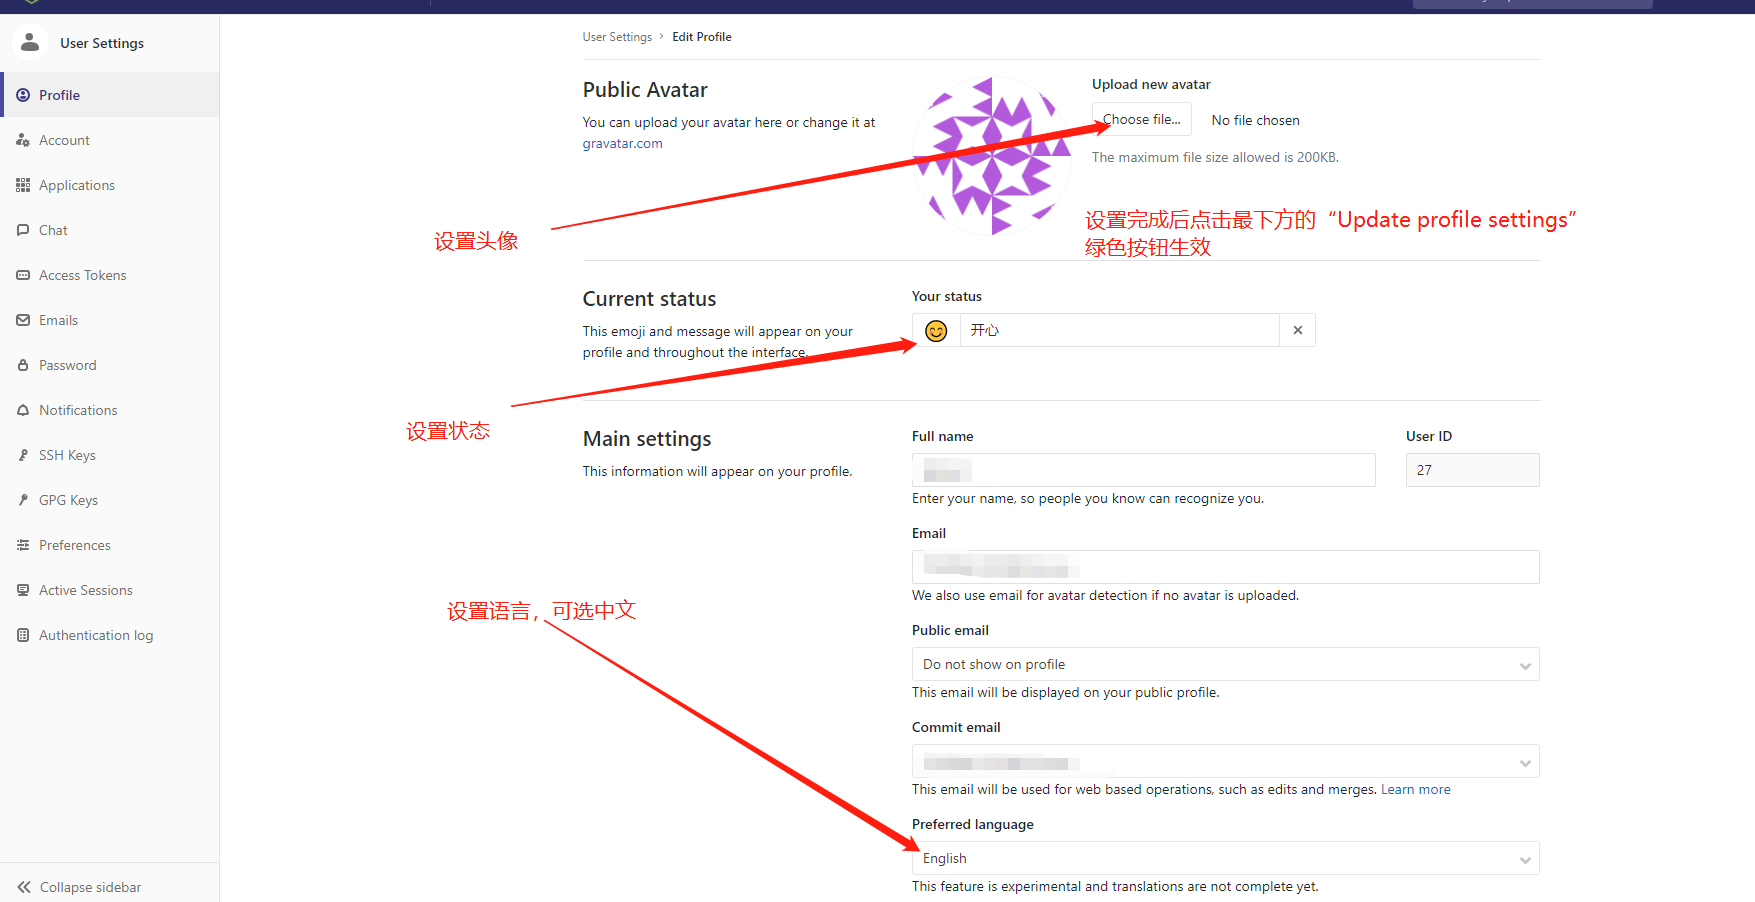 User Settings
Profile
Account
Applications
Chat
Access Tokens
Emails
Password
Notifications
SSH Keys
GPG Keys
Preferences
Active Sessions
Authentication log
Collapse sidebar
User Settings > Edit Profile
Public Avatar
You can upload your avatar here or change it at
gravatar.com
Upload new avatar
Choose file... No file chosen
The maximum file size allowed is 200KB.
设置头像
设置完成后点击最下方的“Update profile settings”
绿色按钮生效
Current status
This emoji and message will appear on your
profile and throughout the interface.
Your status
开心
设置状态
Main settings
This information will appear on your profile.
Full name
User ID
27
Enter your name, so people you know can recognize you.
Email
We also use email for avatar detection if no avatar is uploaded.
设置语言，可选中文
Public email
Do not show on profile
This email will be displayed on your public profile.
Commit email
This email will be used for web based operations, such as edits and merges. Learn more
Preferred language
English
This feature is experimental and translations are not complete yet.